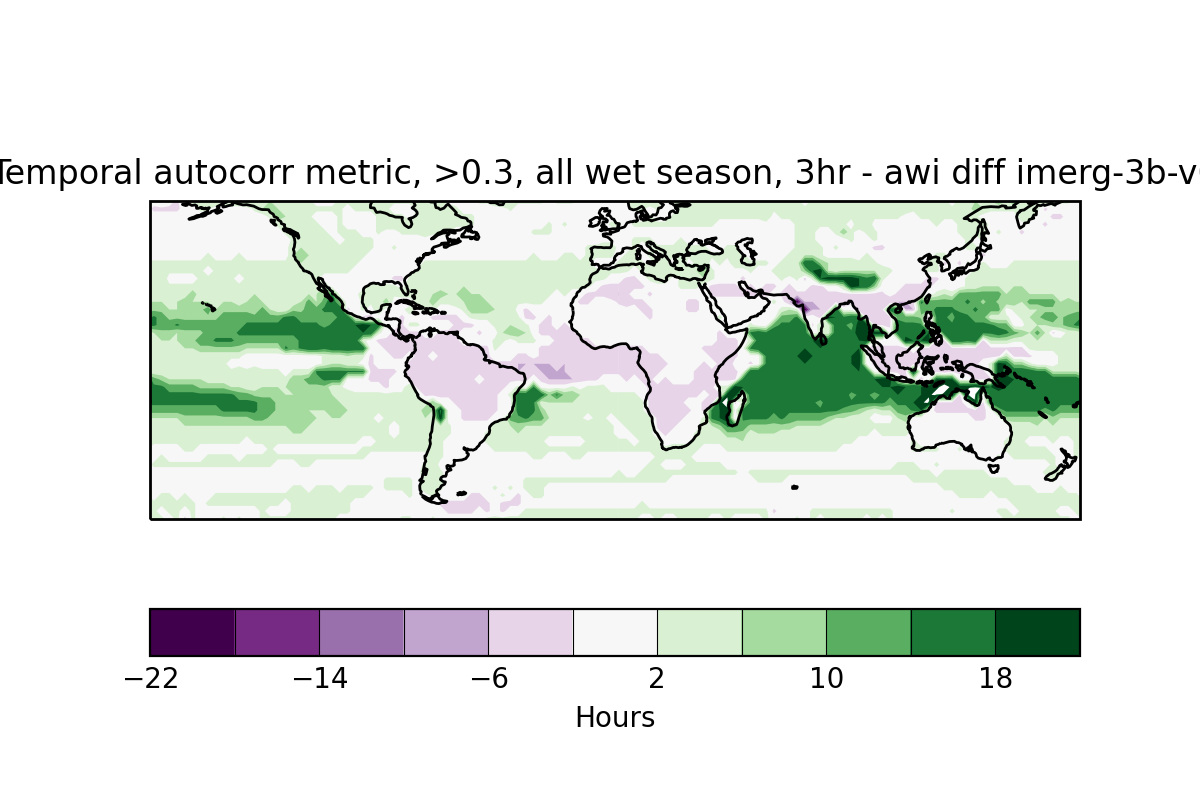 Temporal autocorr metric, >0.3, all wet season, 3hr - awi diff imerg-3b-v
−22 −14 −6 2 10 18
Hours